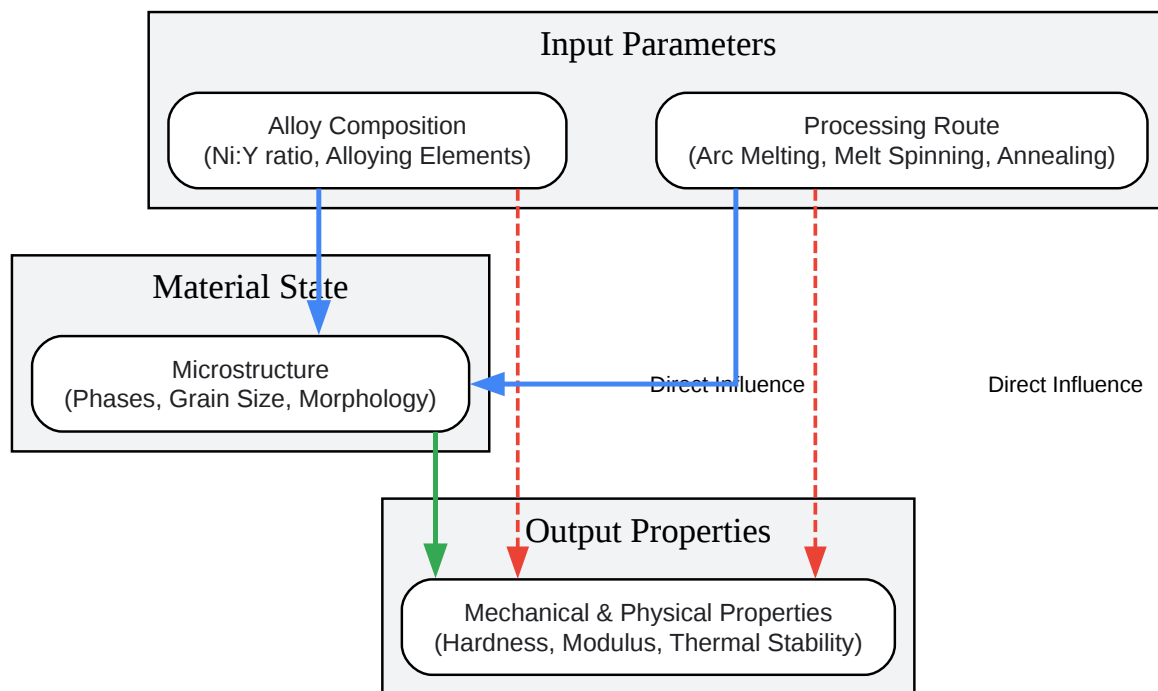 Input Parameters
Alloy Composition
(Ni:Y ratio, Alloying Elements)
Processing Route
(Arc Melting, Melt Spinning, Annealing)
Material State
Microstructure
(Phases, Grain Size, Morphology)
Direct Influence
Direct Influence
Output Properties
Mechanical & Physical Properties
(Hardness, Modulus, Thermal Stability)